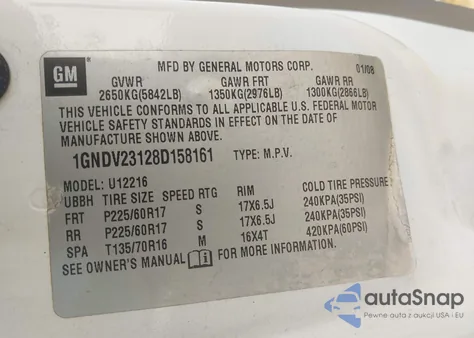 GM
MFD BY GENERAL MOTORS CORP. 01/08
GVWR GAWR FRT GAWR RR
2650KG(5842LB) 1350KG(2976LB) 1300KG(2866LB)
THIS VEHICLE CONFORMS TO ALL APPLICABLE U.S. FEDERAL MOTOR
VEHICLE SAFETY STANDARDS IN EFFECT ON THE DATE OF
MANUFACTURE SHOWN ABOVE.
1GNDV23128D158161 TYPE: M.P.V.
MODEL: U12216
UBBH TIRE SIZE SPEED RTG RIM COLD TIRE PRESSURE
FRT P225/60R17 S 17X6.5J 240KPA(35PSI)
RR P225/60R17 S 17X6.5J 240KPA(35PSI)
SPA T135/70R16 M 16X4T 420KPA(60PSI)
SEE OWNER'S MANUAL FOR MORE INFORMATION.
autoSnap
Pewne auta z aukcji USA i EU